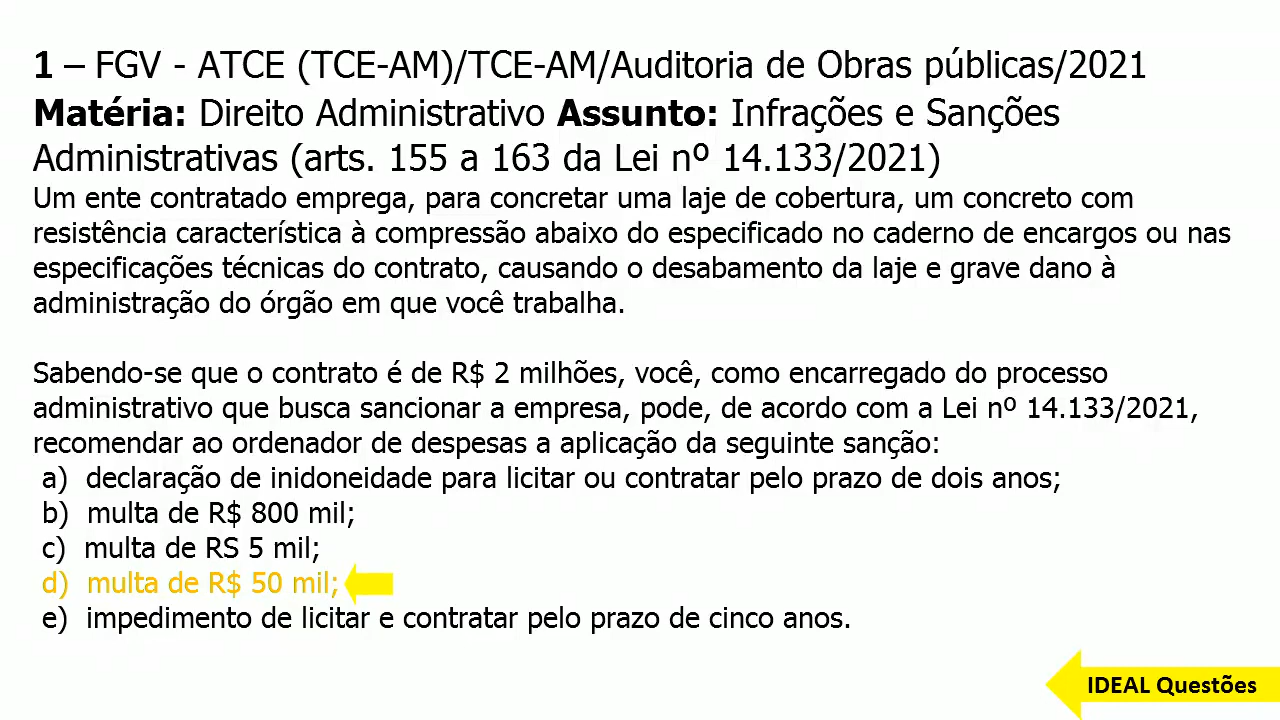 1 – FGV - ATCE (TCE-AM)/TCE-AM/Auditoria de Obras públicas/2021
Matéria: Direito Administrativo Assunto: Infrações e Sanções
Administrativas (arts. 155 a 163 da Lei nº 14.133/2021)
Um ente contratado emprega, para concretar uma laje de cobertura, um concreto com
resistência característica à compressão abaixo do especificado no caderno de encargos ou nas
especificações técnicas do contrato, causando o desabamento da laje e grave dano à
administração do órgão em que você trabalha.
Sabendo-se que o contrato é de R$ 2 milhões, você, como encarregado do processo
administrativo que busca sancionar a empresa, pode, de acordo com a Lei nº 14.133/2021,
recomendar ao ordenador de despesas a aplicação da seguinte sanção:
a) declaração de inidoneidade para licitar ou contratar pelo prazo de dois anos;
b) multa de R$ 800 mil;
c) multa de RS 5 mil;
d) multa de R$ 50 mil;
e) impedimento de licitar e contratar pelo prazo de cinco anos.
IDEAL Questões